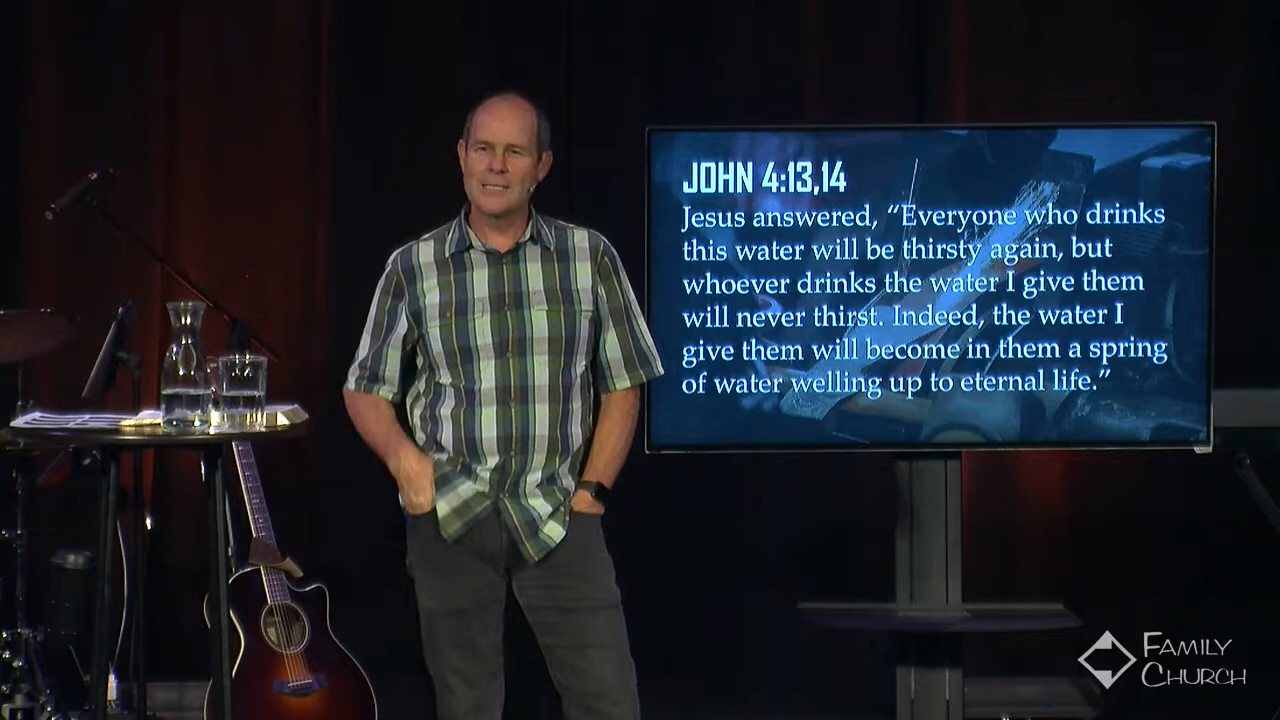 JOHN 4:13,14
Jesus answered, “Everyone who drinks
this water will be thirsty again, but
whoever drinks the water I give them
will never thirst. Indeed, the water I
give them will become in them a spring
of water welling up to eternal life.”
FAMILY
CHURCH